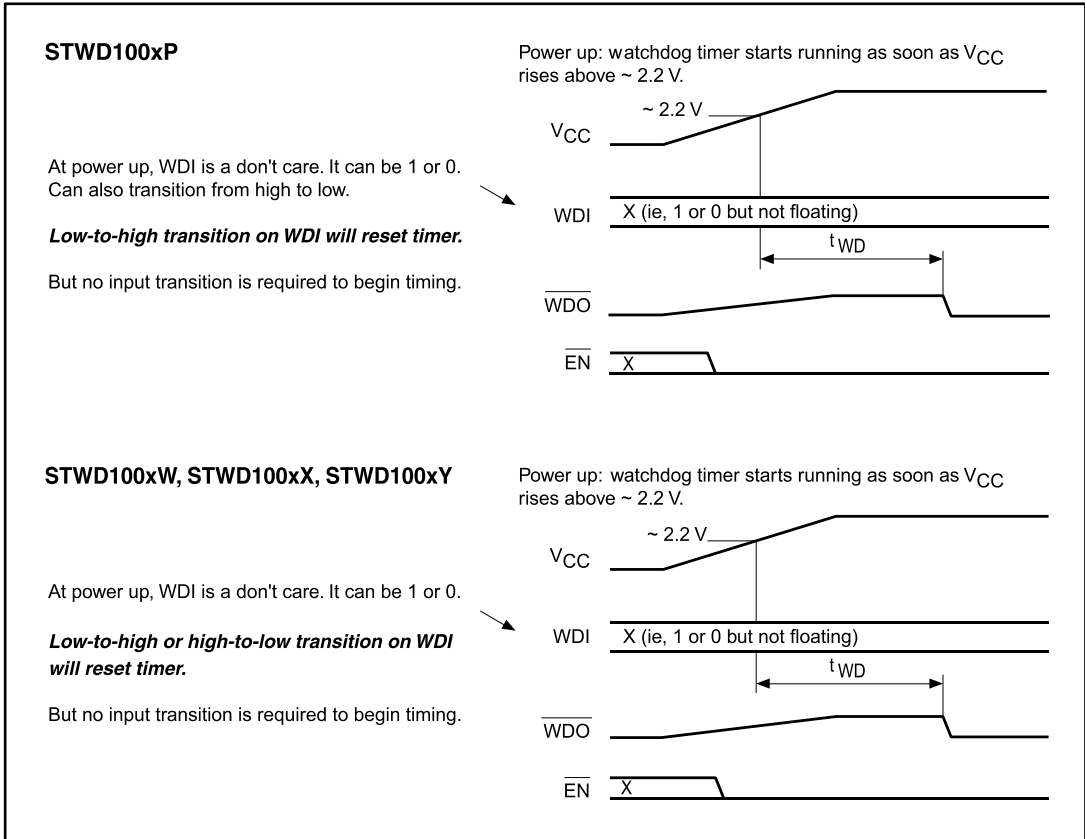 STWD100xP
Power up: watchdog timer starts running as soon as VCC
rises above ~ 2.2 V.
~ 2.2 V
VCC
At power up, WDI is a don't care. It can be 1 or 0.
Can also transition from high to low.
WDI
X (ie, 1 or 0 but not floating)
Low-to-high transition on WDI will reset timer.
tWD
But no input transition is required to begin timing.
WDO
EN
X
STWD100xW, STWD100xX, STWD100xY
Power up: watchdog timer starts running as soon as VCC
rises above ~ 2.2 V.
~ 2.2 V
VCC
At power up, WDI is a don't care. It can be 1 or 0.
WDI
X (ie, 1 or 0 but not floating)
Low-to-high or high-to-low transition on WDI
will reset timer.
tWD
But no input transition is required to begin timing.
WDO
EN
X